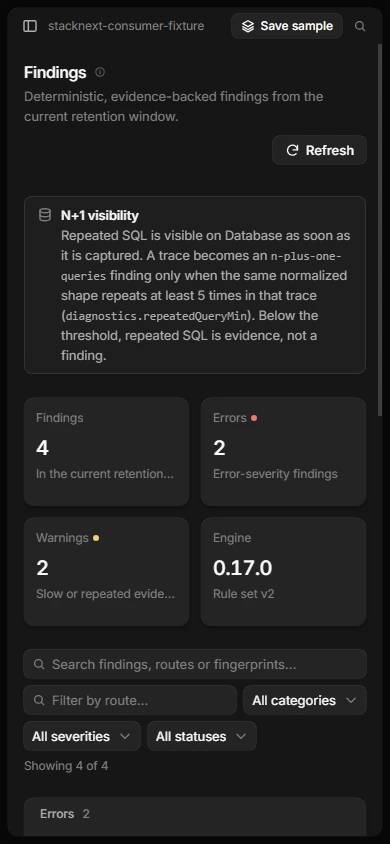 stacknext-consumer-fixture
Save sample
Findings
Deterministic, evidence-backed findings from the
current retention window.
Refresh
N+1 visibility
Repeated SQL is visible on Database as soon as
it is captured. A trace becomes an n-plus-one-
queries finding only when the same normalized
shape repeats at least 5 times in that trace
(diagnostics.repeatedQueryMin). Below the
threshold, repeated SQL is evidence, not a
finding.
Findings
4
In the current retention...
Errors
2
Error-severity findings
Warnings
2
Slow or repeated evide...
Engine
0.17.0
Rule set v2
Search findings, routes or fingerprints...
Filter by route...
All categories
All severities
All statuses
Showing 4 of 4
Errors 2